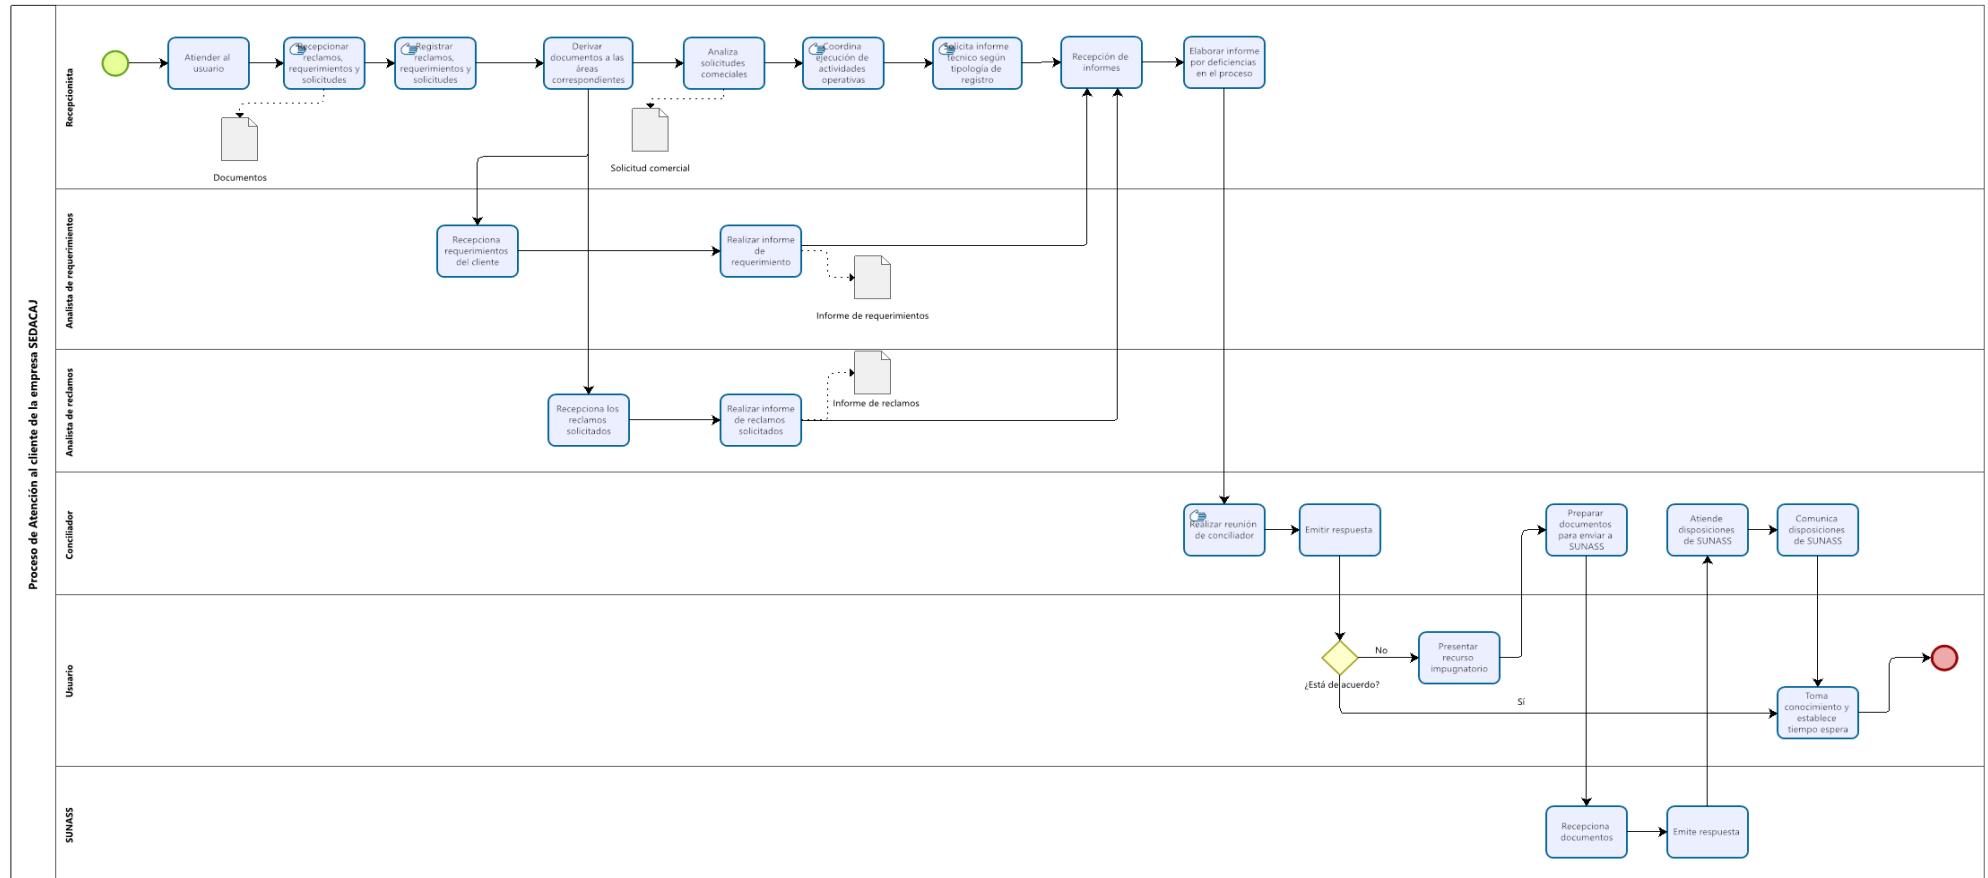 Proceso de Atención al cliente de la empresa SEDACAJ
Recepcionista
Atiender al
usuario
Recepcionar
reclamos,
requerimientos y
solicitudes
Registrar
reclamos,
requerimientos y
solicitudes
Derivar
documentos a las
áreas
correspondientes
Analiza
solicitudes
comeciales
Coordina
ejecución de
actividades
operativas
Solicita informe
técnico según
tipología de
registro
Recepción de
informes
Elaborar informe
por deficiencias
en el proceso
Documentos
Solicitud comercial
Analista de requerimientos
Recepciona
requerimientos
del cliente
Realizar informe
de
requerimiento
Informe de requerimientos
Analista de reclamos
Recepciona los
reclamos
solicitados
Realizar informe
de reclamos
solicitados
Informe de reclamos
Conciliador
Realizar reunión
de conciliador
Emitir respuesta
Preparar
documentos
para enviar a
SUNASS
Atiende
disposiciones
de SUNASS
Comunica
disposiciones
de SUNASS
Usuario
¿Está de acuerdo?
No
Presentar
recurso
impugnatorio
Sí
Toma
conocimiento y
establece
tiempo espera
SUNASS
Recepciona
documentos
Emite respuesta